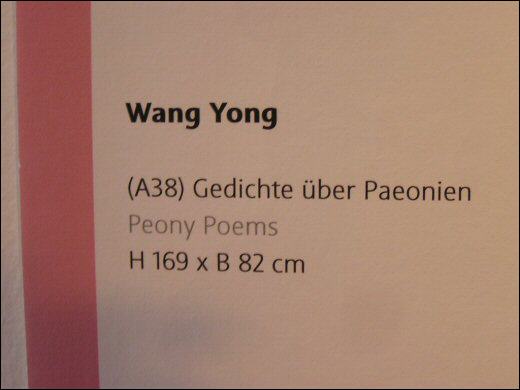 Wang Yong
(A38) Gedichte über Paeonien
Peony Poems
H 169 x B 82 cm